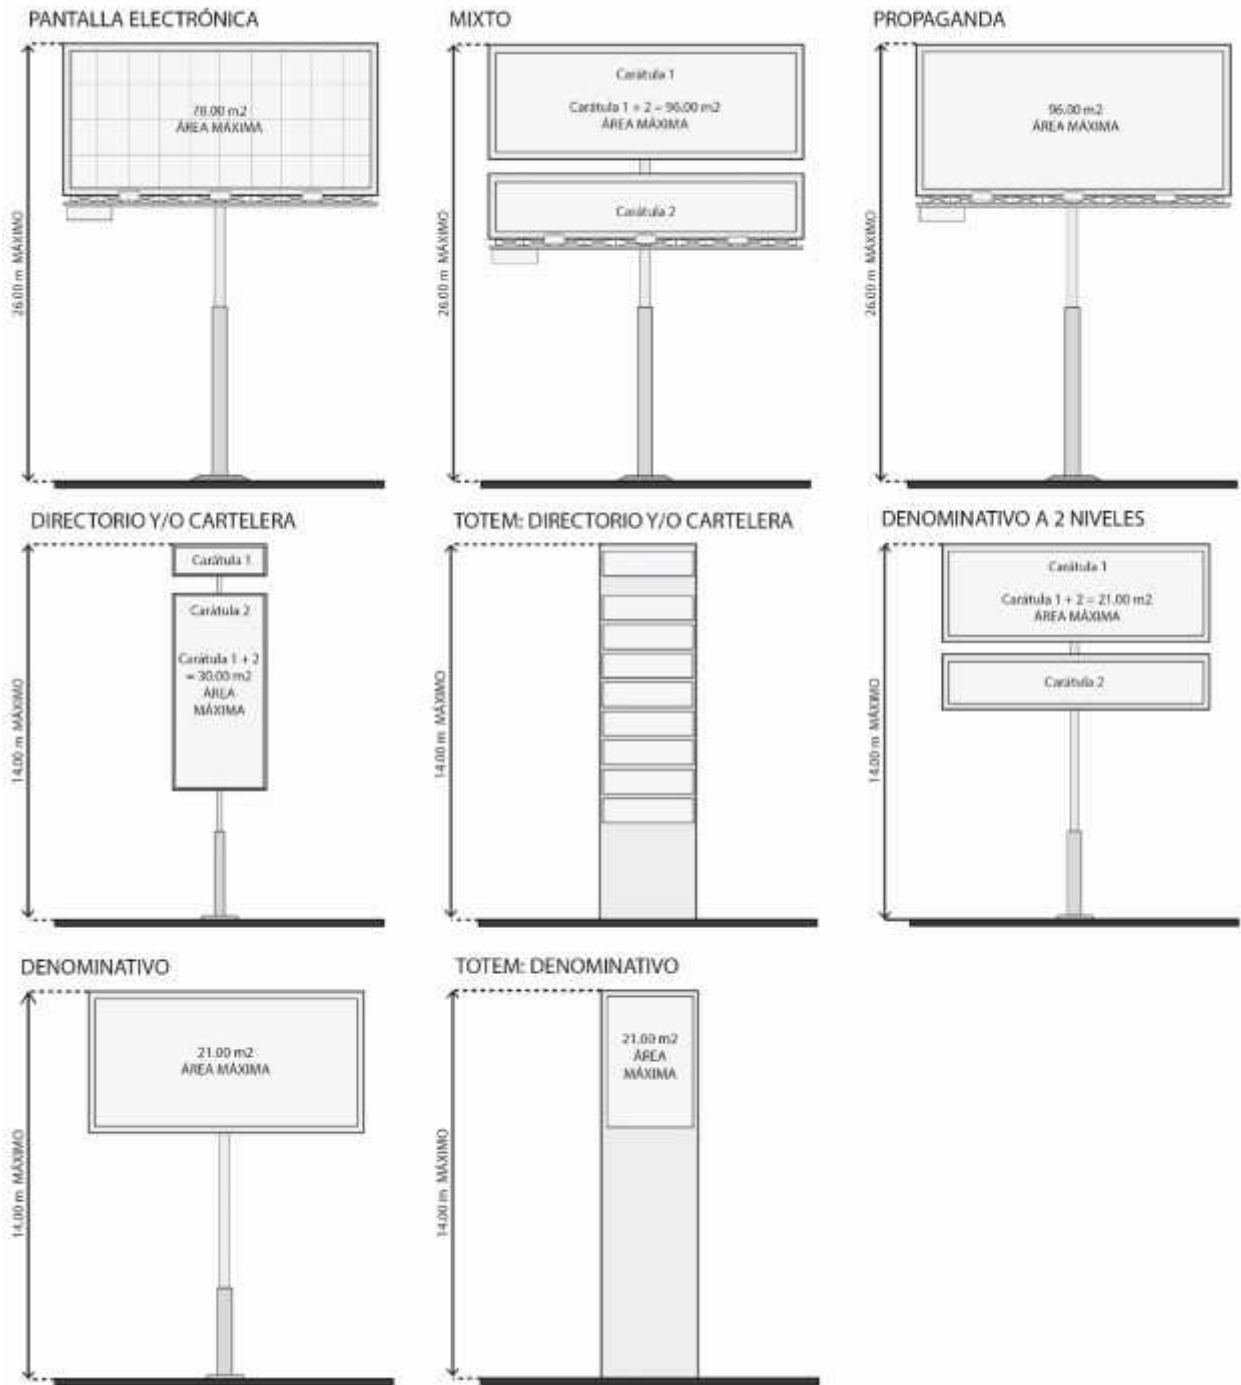 PANTALLA ELECTRÓNICA
78.00 m2
ÁREA MÁXIMA
26.00 m MÁXIMO
MIXTO
Carátula 1
Carátula 1 + 2 = 96.00 m2
ÁREA MÁXIMA
Carátula 2
26.00 m MÁXIMO
PROPAGANDA
96.00 m2
ÁREA MÁXIMA
26.00 m MÁXIMO
DIRECTORIO Y/O CARTELERA
Carátula 1
Carátula 2
Carátula 1 + 2
= 30.00 m2
ÁREA
MÁXIMA
14.00 m MÁXIMO
TOTEM: DIRECTORIO Y/O CARTELERA
14.00 m MÁXIMO
DENOMINATIVO A 2 NIVELES
Carátula 1
Carátula 1 + 2 = 21.00 m2
ÁREA MÁXIMA
Carátula 2
14.00 m MÁXIMO
DENOMINATIVO
21.00 m2
ÁREA MÁXIMA
14.00 m MÁXIMO
TOTEM: DENOMINATIVO
21.00 m2
ÁREA
MÁXIMA
14.00 m MÁXIMO